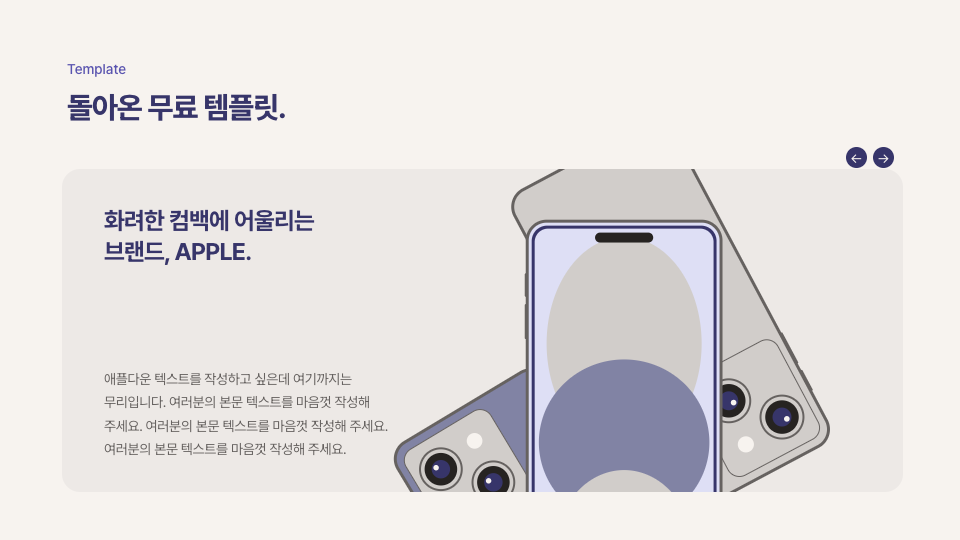 Template
돌아온 무료 템플릿.
화려한 컴백에 어울리는
브랜드, APPLE.
애플다운 텍스트를 작성하고 싶은데 여기까지는
무리입니다. 여러분의 본문 텍스트를 마음껏 작성해
주세요. 여러분의 본문 텍스트를 마음껏 작성해 주세요.
여러분의 본문 텍스트를 마음껏 작성해 주세요.